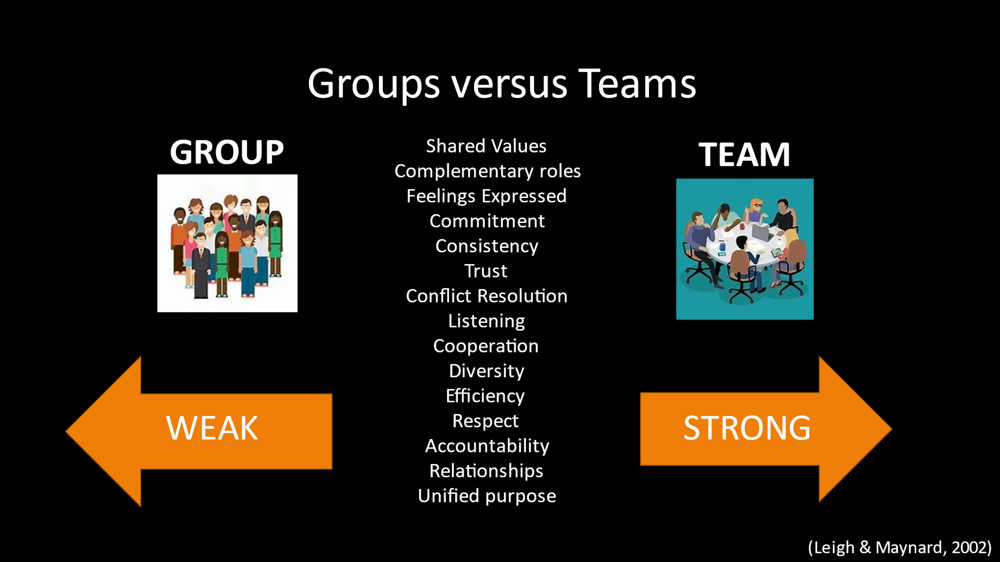 Groups versus Teams
GROUP
Shared Values
Complementary roles
Feelings Expressed
Commitment
Consistency
Trust
Conflict Resolution
Listening
Cooperation
Diversity
Efficiency
Respect
Accountability
Relationships
Unified purpose
TEAM
WEAK
STRONG
(Leigh & Maynard, 2002)